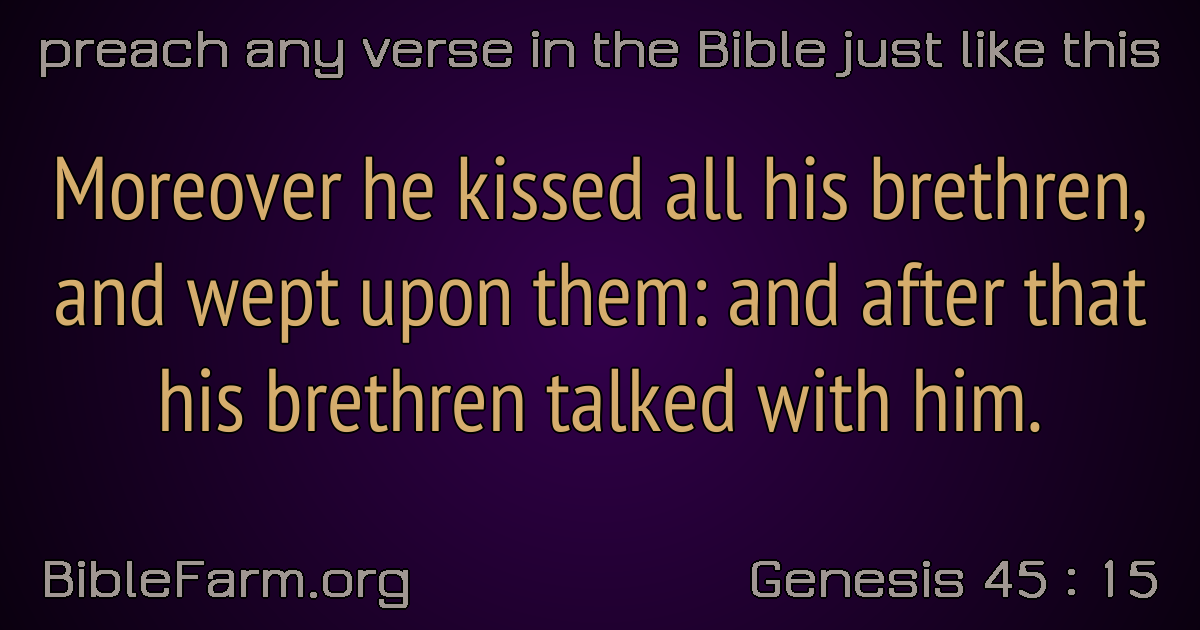 preach any verse in the Bible just like this
Moreover he kissed all his brethren,
and wept upon them: and after that
his brethren talked with him.
BibleFarm.org
Genesis 45 : 15